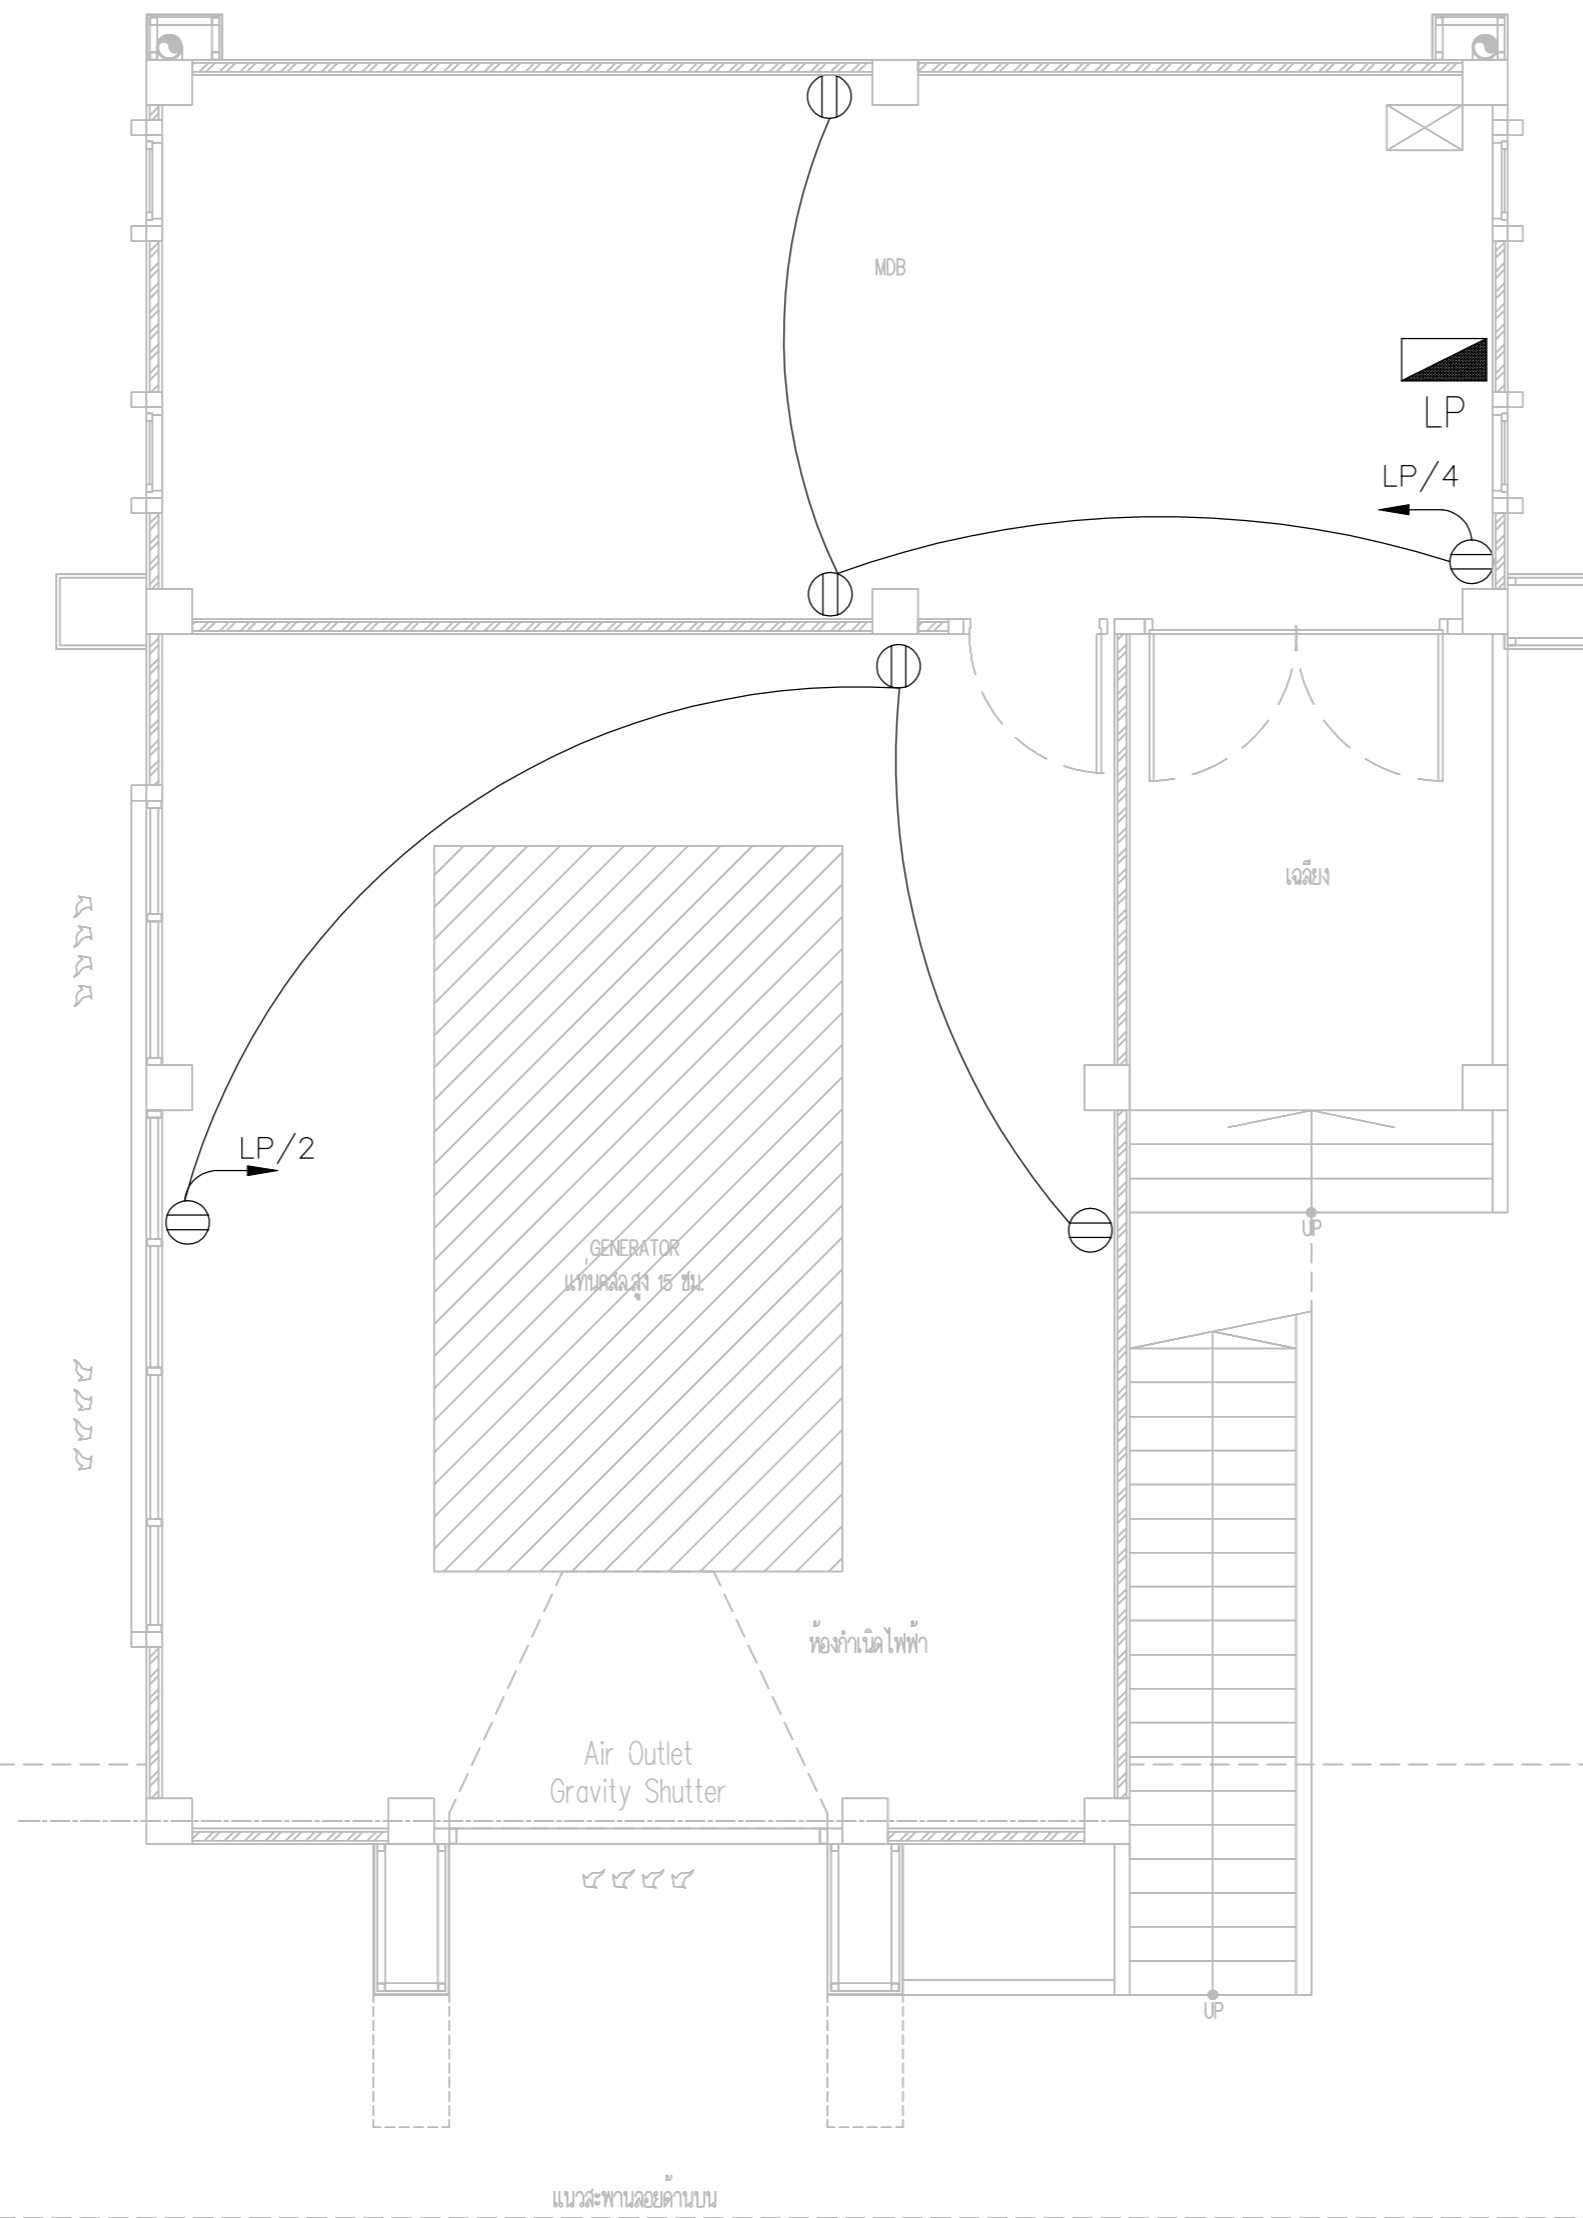 MDB
LP
LP/4
เฉลียง
LP/2
UP
GENERATOR
แท่นคสล.สูง 15 ซม.
ห้องกำเนิดไฟฟ้า
Air Outlet
Gravity Shutter
UP
แนวสะพานลอยด้านบน